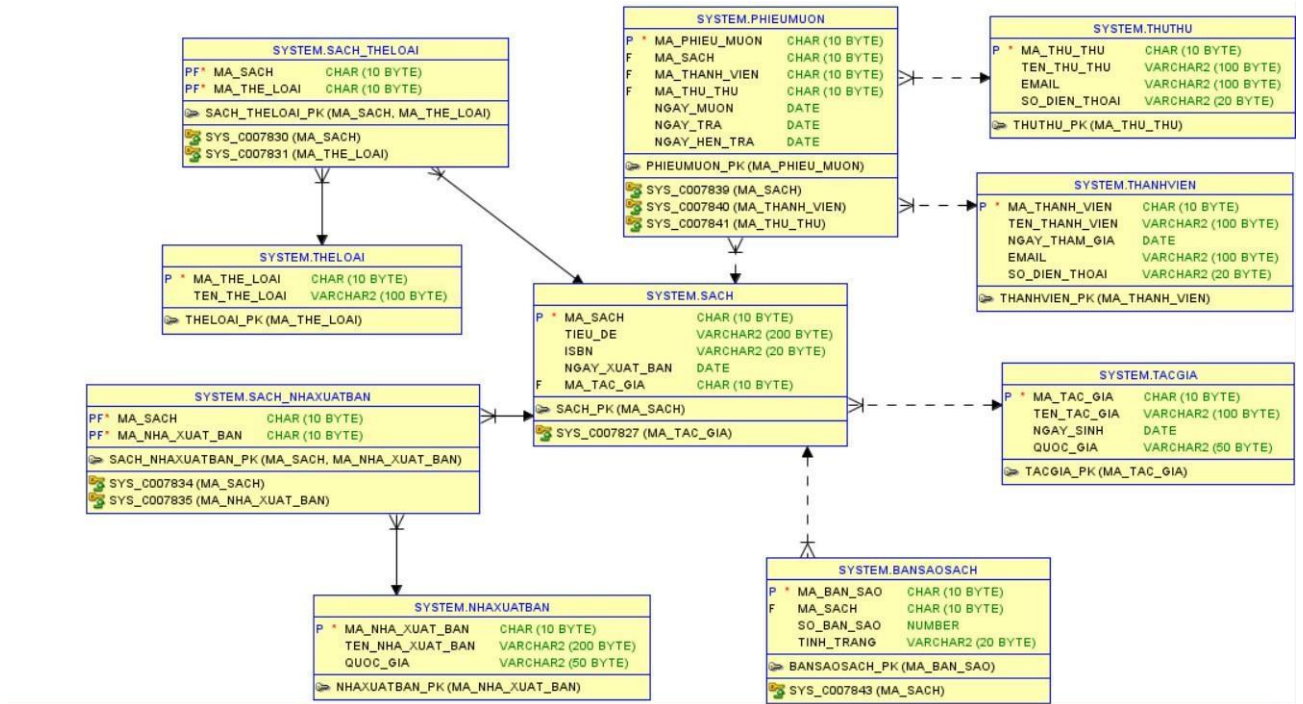 SYSTEM.SACH_THELOAI
PF* MA_SACH CHAR (10 BYTE)
PF* MA_THE_LOAI CHAR (10 BYTE)
SACH_THELOAI_PK (MA_SACH, MA_THE_LOAI)
SYS_C007830 (MA_SACH)
SYS_C007831 (MA_THE_LOAI)
SYSTEM.PHIEUMUON
P * MA_PHIEU_MUON CHAR (10 BYTE)
F MA_SACH CHAR (10 BYTE)
F MA_THANH_VIEN CHAR (10 BYTE)
F MA_THU_THU CHAR (10 BYTE)
NGAY_MUON DATE
NGAY_TRA DATE
NGAY_HEN_TRA DATE
PHIEUMUON_PK (MA_PHIEU_MUON)
SYS_C007839 (MA_SACH)
SYS_C007840 (MA_THANH_VIEN)
SYS_C007841 (MA_THU_THU)
SYSTEM.THUTHU
P * MA_THU_THU CHAR (10 BYTE)
TEN_THU_THU VARCHAR2 (100 BYTE)
EMAIL VARCHAR2 (100 BYTE)
SO_DIEN_THOAI VARCHAR2 (20 BYTE)
THUTHU_PK (MA_THU_THU)
SYSTEM.THANHVIEN
P * MA_THANH_VIEN CHAR (10 BYTE)
TEN_THANH_VIEN VARCHAR2 (100 BYTE)
NGAY_THAM_GIA DATE
EMAIL VARCHAR2 (100 BYTE)
SO_DIEN_THOAI VARCHAR2 (20 BYTE)
THANHVIEN_PK (MA_THANH_VIEN)
SYSTEM.THELOAI
P * MA_THE_LOAI CHAR (10 BYTE)
TEN_THE_LOAI VARCHAR2 (100 BYTE)
THELOAI_PK (MA_THE_LOAI)
SYSTEM.SACH
P * MA_SACH CHAR (10 BYTE)
TIEU_DE VARCHAR2 (200 BYTE)
ISBN VARCHAR2 (20 BYTE)
NGAY_XUAT_BAN DATE
F MA_TAC_GIA CHAR (10 BYTE)
SACH_PK (MA_SACH)
SYS_C007827 (MA_TAC_GIA)
SYSTEM.TACGIA
P * MA_TAC_GIA CHAR (10 BYTE)
TEN_TAC_GIA VARCHAR2 (100 BYTE)
NGAY_SINH DATE
QUOC_GIA VARCHAR2 (50 BYTE)
TACGIA_PK (MA_TAC_GIA)
SYSTEM.SACH_NHAXUATBAN
PF* MA_SACH CHAR (10 BYTE)
PF* MA_NHA_XUAT_BAN CHAR (10 BYTE)
SACH_NHAXUATBAN_PK (MA_SACH, MA_NHA_XUAT_BAN)
SYS_C007834 (MA_SACH)
SYS_C007835 (MA_NHA_XUAT_BAN)
SYSTEM.NHAXUATBAN
P * MA_NHA_XUAT_BAN CHAR (10 BYTE)
TEN_NHA_XUAT_BAN VARCHAR2 (200 BYTE)
QUOC_GIA VARCHAR2 (50 BYTE)
NHAXUATBAN_PK (MA_NHA_XUAT_BAN)
SYSTEM.BANSAOSACH
P * MA_BAN_SAO CHAR (10 BYTE)
F MA_SACH CHAR (10 BYTE)
SO_BAN_SAO NUMBER
TINH_TRANG VARCHAR2 (20 BYTE)
BANSAOSACH_PK (MA_BAN_SAO)
SYS_C007843 (MA_SACH)